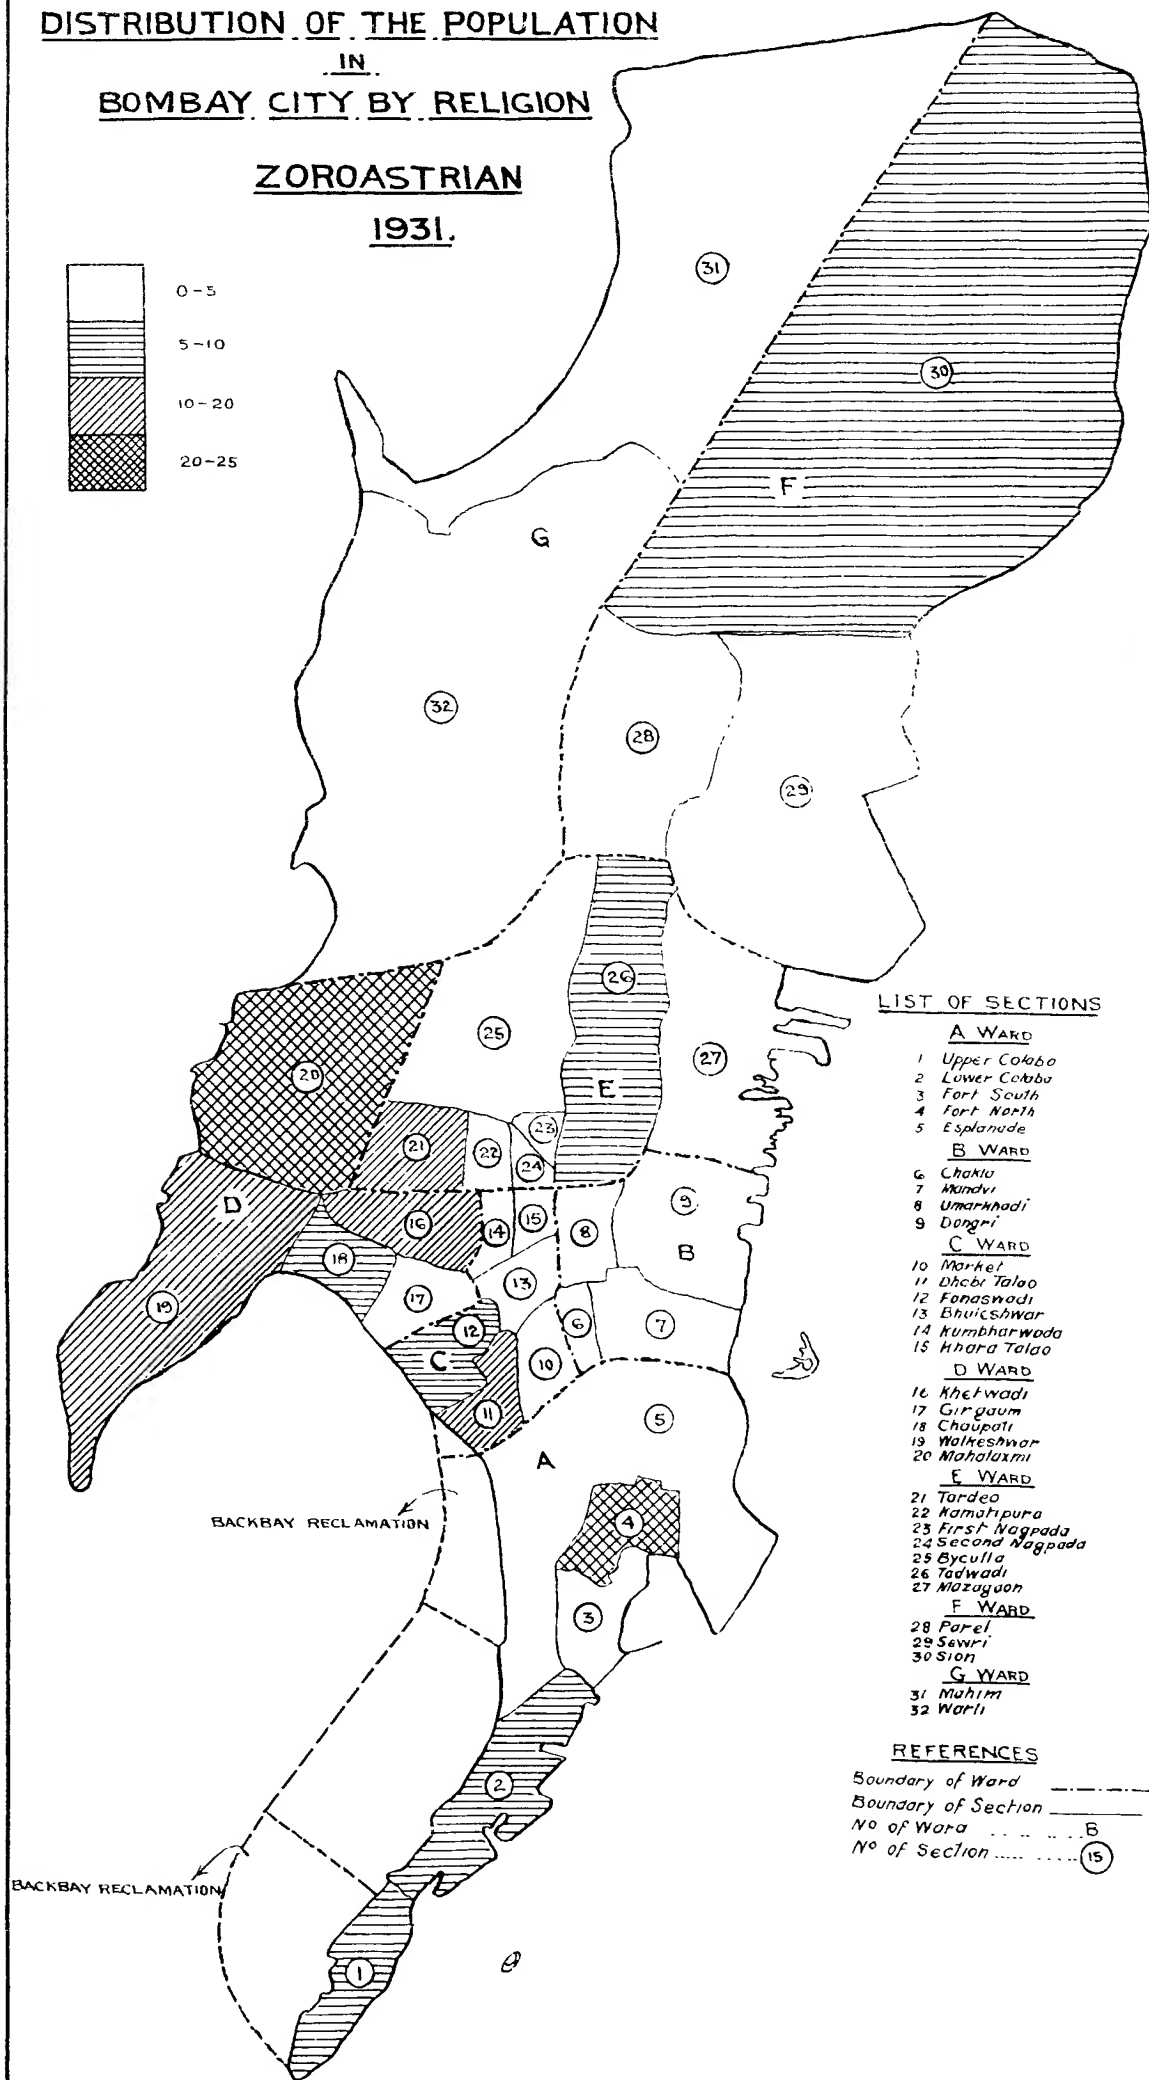 DISTRIBUTION OF THE POPULATION
IN
BOMBAY CITY BY RELIGION
ZOROASTRIAN
1931.
0-5
5-10
10-20
20-25
31
30
F
G
32
28
29
26
25
27
20
E
23
21
22
24
D
9
16
14
15
8
B
18
13
19
17
12
6
7
C
10
11
5
A
BACKBAY RECLAMATION
4
3
2
BACKBAY RECLAMATION
1
LIST OF SECTIONS
A WARD
1 Upper Colaba
2 Lower Colaba
3 Fort South
4 Fort North
5 Esplanade
B WARD
6 Chakla
7 Mandvi
8 Umarkhadi
9 Dongri
C WARD
10 Market
11 Dhobi Talao
12 Fanaswadi
13 Bhuleshwar
14 Kumbharwada
15 Khara Talao
D WARD
16 Khetwadi
17 Girgaum
18 Chaupati
19 Walkeshwar
20 Mahalaxmi
E WARD
21 Tardeo
22 Kamatipura
23 First Nagpada
24 Second Nagpada
25 Byculla
26 Tadwadi
27 Mazagaon
F WARD
28 Parel
29 Sewri
30 Sion
G WARD
31 Mahim
32 Worli
REFERENCES
Boundary of Ward
Boundary of Section
No of Ward ........ B
No of Section ......... 15